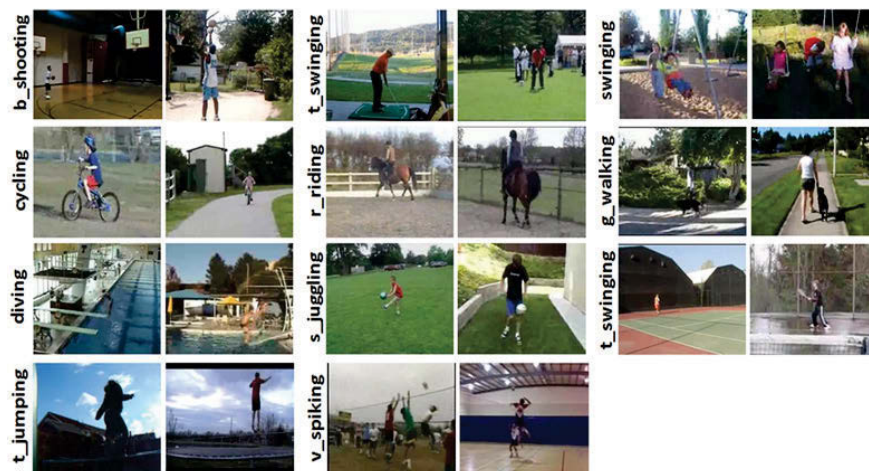 b_shooting
t_swinging
swinging
cycling
r_riding
g_walking
diving
s_juggling
t_swinging
t_jumping
v_spiking